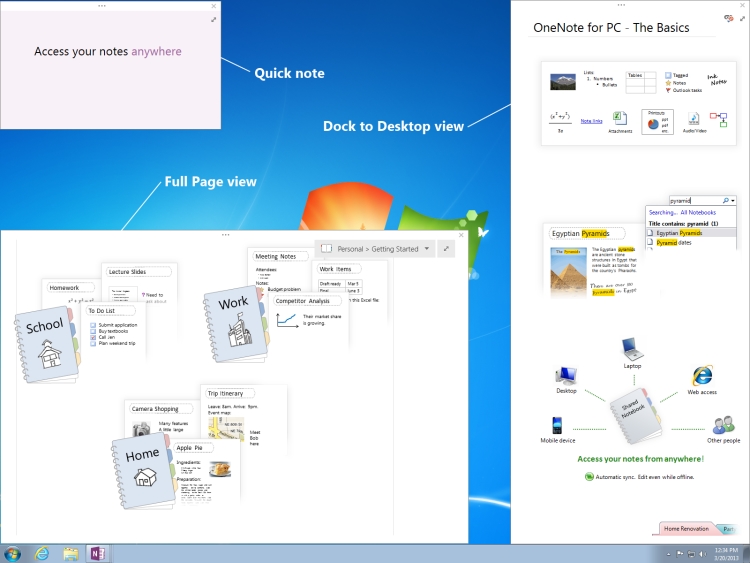 Access your notes anywhere
Quick note
Dock to Desktop view
Full Page view
OneNote for PC - The Basics
Links
1. Numbers
• Bullets
Tables
Tagged
Notes
Outlook tasks
Ink Notes
Note links
Attachments
Printouts
ppt
pdf
Audio/Video
pyramid
Searching... All Notebooks
Title contains: pyramid (1)
Egyptian Pyramids
Pyramid dates
Egyptian Pyramids
The Pyramids
The Egyptian pyramids
are ancient stone
structures in Egypt that
were built as tombs for
the country's Pharaohs.
There are over
Pyramids in Egypt
Personal > Getting Started
Lecture Slides
Homework
? Need to
School
To Do List
Submit application
Buy textbooks
Call Jen
Plan weekend trip
Meeting Notes
Attendees:
Notes
Budget problem
Work
Work Items
Draft ready Mar 5
Final June 3
this Excel file
Competitor Analysis
Their market share
is growing.
Camera Shopping
Many features
A little large
Trip Itinerary
Leave: 8am. Arrive: 5pm
Event map:
Meet
Bob
here
Home
Apple Pie
Ingredients:
Preparation:
Laptop
Desktop
Web access
Shared
Notebook
Mobile device
Other people
Access your notes from anywhere!
Automatic sync. Edit even while offline.
Home Renovation
12:34 PM
3/20/2013